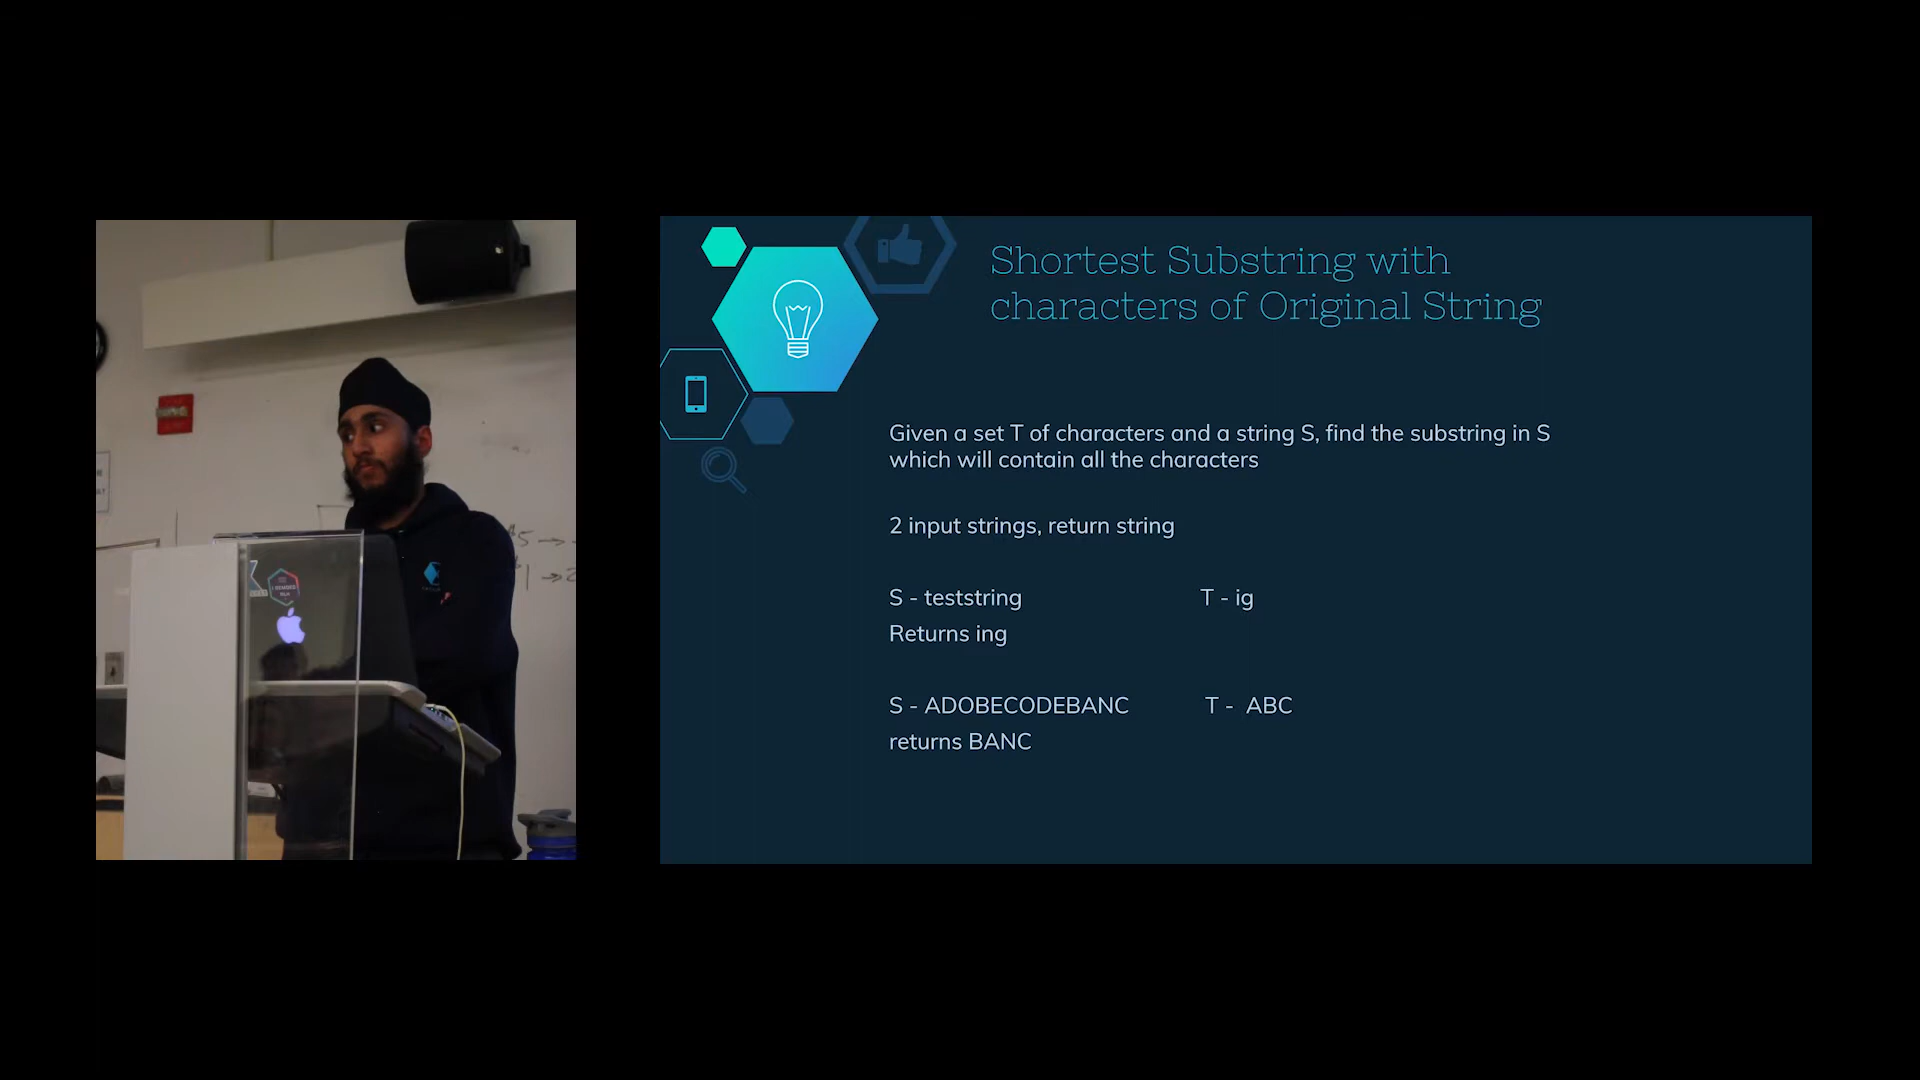 Shortest Substring with
characters of Original String
Given a set T of characters and a string S, find the substring in S
which will contain all the characters
2 input strings, return string
S - teststring T - ig
Returns ing
S - ADOBECODEBANC T - ABC
returns BANC